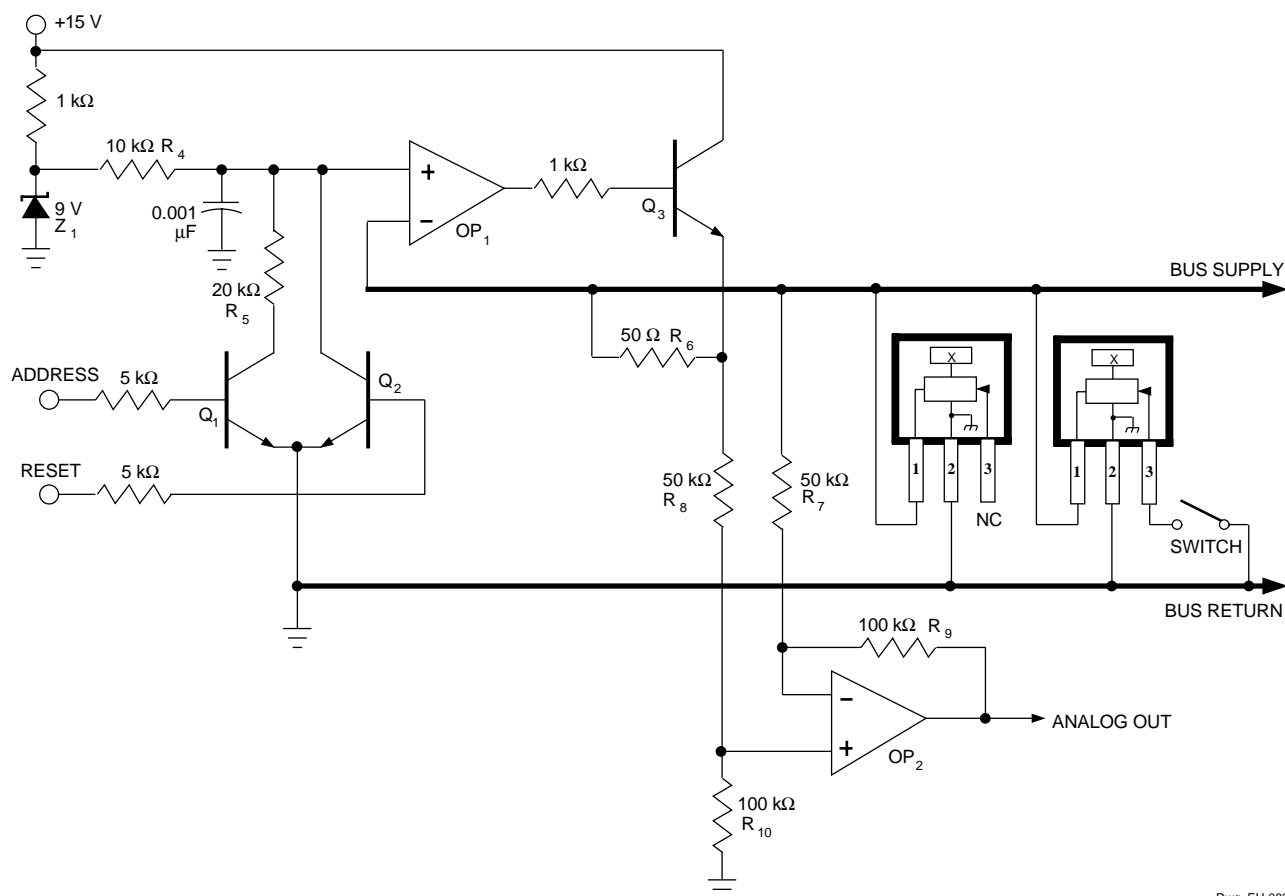 +15 V
1 kΩ
10 kΩ R4
9 V
Z1
0.001
µF
20 kΩ
R5
+
–
OP1
1 kΩ
Q3
BUS SUPPLY
50 Ω R6
ADDRESS
5 kΩ
Q1
Q2
RESET
5 kΩ
50 kΩ
R8
50 kΩ
R7
X
1
2
3
NC
X
1
2
3
SWITCH
BUS RETURN
100 kΩ R9
–
+
OP2
ANALOG OUT
100 kΩ
R10